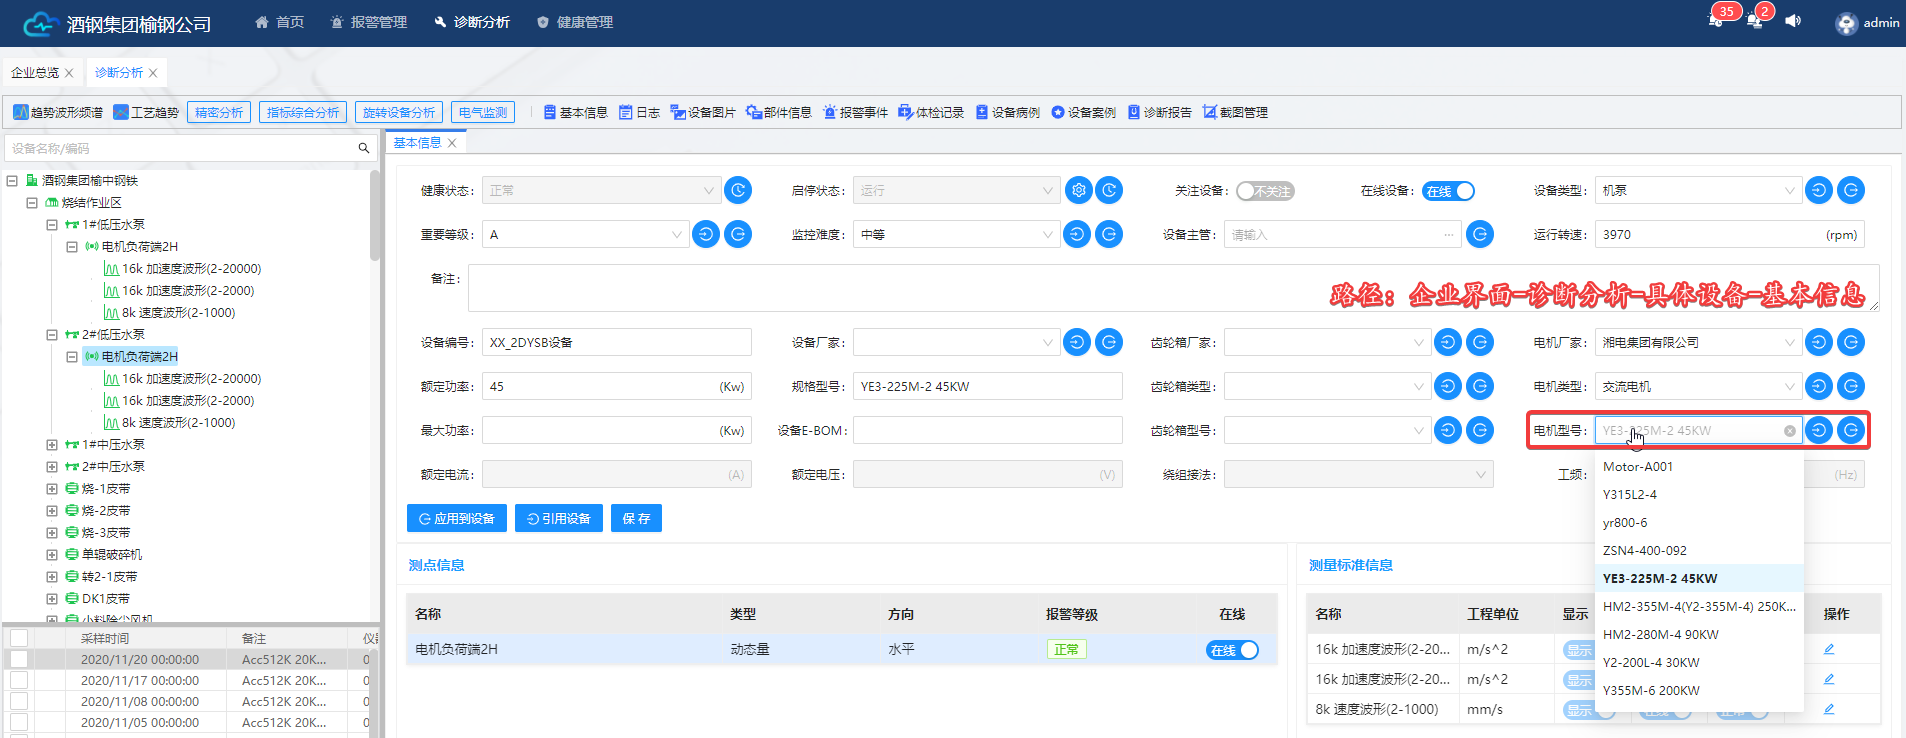 酒钢集团榆钢公司 首页 报警管理 诊断分析 健康管理 35 2 admin
企业总览 诊断分析
趋势波形频谱 工艺趋势 精密分析 指标综合分析 旋转设备分析 电气监测 基本信息 日志 设备图片 部件信息 报警事件 体检记录 设备病例 设备案例 诊断报告 截图管理
设备名称/编码
酒钢集团榆中钢铁
烧结作业区
1#低压水泵
电机负荷端2H
16k 加速度波形(2-20000)
16k 加速度波形(2-2000)
8k 速度波形(2-1000)
2#低压水泵
电机负荷端2H
16k 加速度波形(2-20000)
16k 加速度波形(2-2000)
8k 速度波形(2-1000)
1#中压水泵
2#中压水泵
烧-1皮带
烧-2皮带
烧-3皮带
单辊破碎机
转2-1皮带
DK1皮带
小料除尘风机
采样时间 备注
2020/11/20 00:00:00 Acc512K 20K... 0
2020/11/17 00:00:00 Acc512K 20K... 0
2020/11/08 00:00:00 Acc512K 20K... 0
2020/11/05 00:00:00 Acc512K 20K... 0
基本信息
健康状态: 正常 启停状态: 运行 关注设备: 不关注 在线设备: 在线 设备类型: 机泵
重要等级: A 监控难度: 中等 设备主管: 请输入 ... 运行转速: 3970 (rpm)
备注:
路径：企业界面-诊断分析-具体设备-基本信息
设备编号: XX_2DYSB设备 设备厂家: 齿轮箱厂家: 电机厂家: 湘电集团有限公司
额定功率: 45 (Kw) 规格型号: YE3-225M-2 45KW 齿轮箱类型: 电机类型: 交流电机
最大功率: (Kw) 设备E-BOM: 齿轮箱型号: 电机型号: YE3-225M-2 45KW
额定电流: (A) 额定电压: (V) 绕组接法: 工频: (Hz)
Motor-A001
Y315L2-4
yr800-6
ZSN4-400-092
YE3-225M-2 45KW
HM2-355M-4(Y2-355M-4) 250K...
HM2-280M-4 90KW
Y2-200L-4 30KW
Y355M-6 200KW
应用到设备 引用设备 保 存
测点信息
名称 类型 方向 报警等级 在线
电机负荷端2H 动态量 水平 正常 在线
测量标准信息
名称 工程单位 显示 操作
16k 加速度波形(2-20... m/s^2 显示
16k 加速度波形(2-20... m/s^2 显示
8k 速度波形(2-1000) mm/s 显示 在线 正常